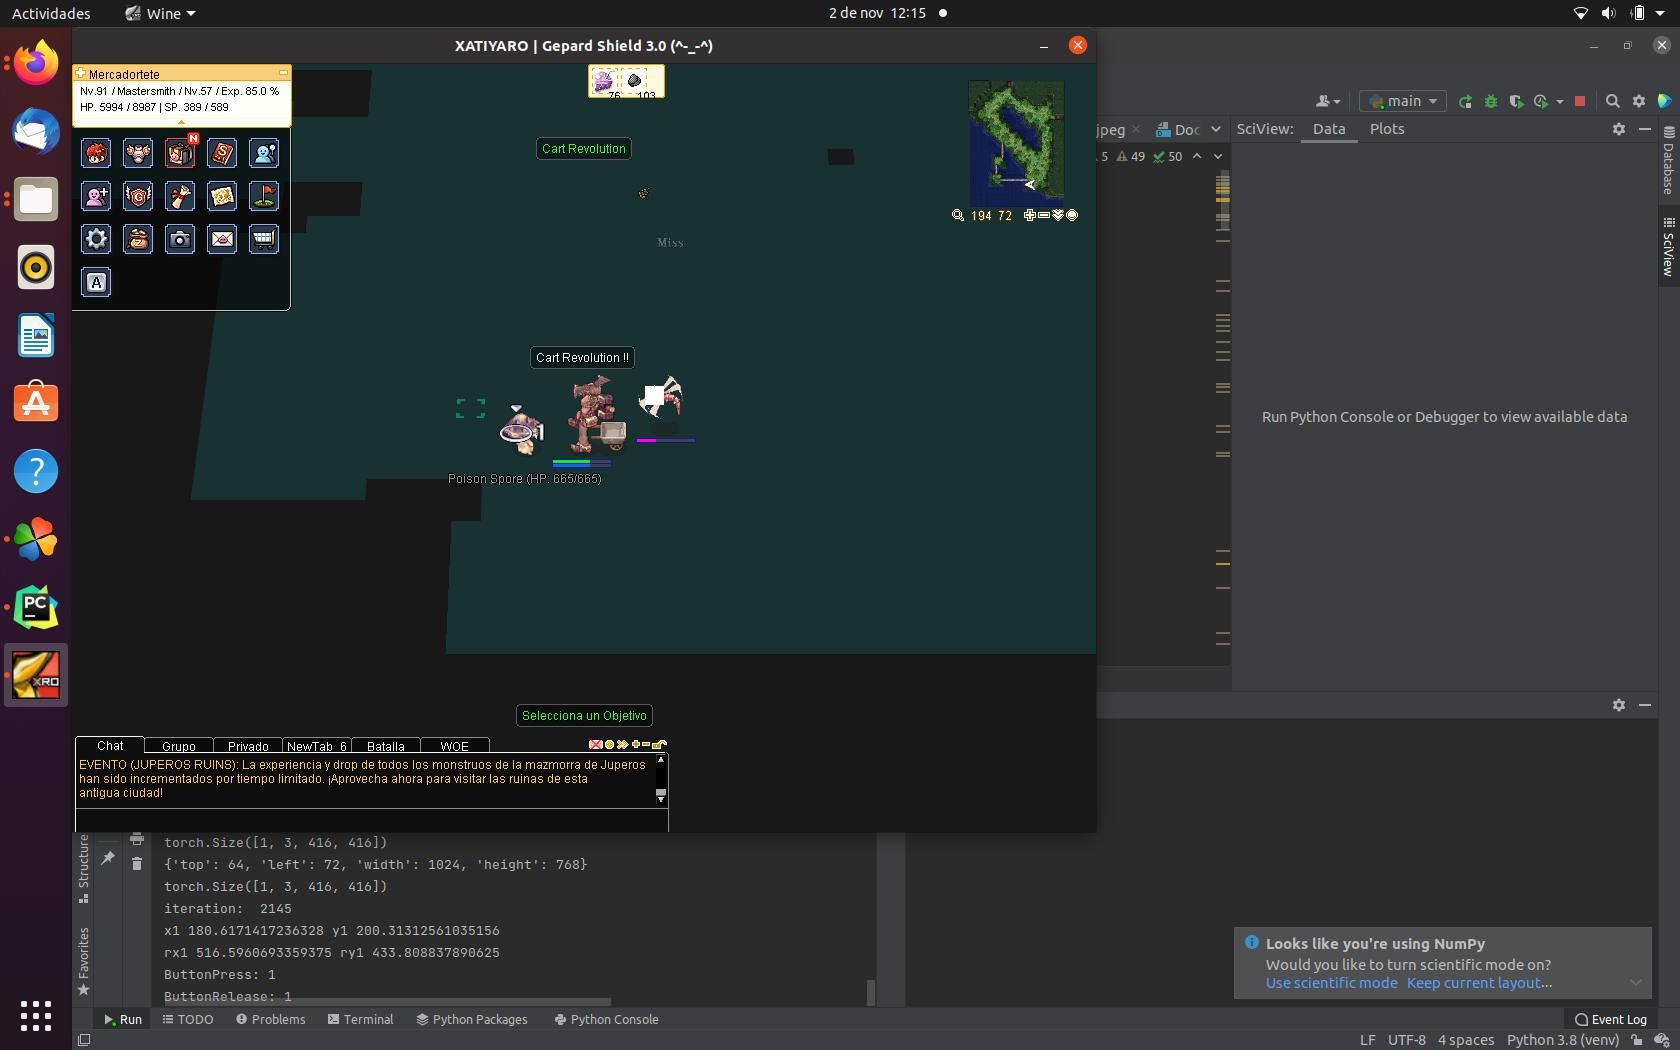 Actividades
Wine
2 de nov 12:15
XATIYARO | Gepard Shield 3.0 (^-_-^)
Mercadortete
Nv.91 / Mastersmith / Nv.57 / Exp. 85.0 %
HP. 5994 / 8987 | SP. 389 / 589
N
A
76 103
Cart Revolution
194 72
Miss
Cart Revolution !!
Poison Spore (HP: 665/665)
Selecciona un Objetivo
Chat Grupo Privado NewTab_6 Batalla WOE
EVENTO (JUPEROS RUINS): La experiencia y drop de todos los monstruos de la mazmorra de Juperos
han sido incrementados por tiempo limitado. ¡Aprovecha ahora para visitar las ruinas de esta
antigua ciudad!
main
jpeg
Doc
SciView: Data Plots
5 49 50
Database
SciView
Run Python Console or Debugger to view available data
PC
XRO
Structure
Favorites
torch.Size([1, 3, 416, 416])
{'top': 64, 'left': 72, 'width': 1024, 'height': 768}
torch.Size([1, 3, 416, 416])
iteration: 2145
x1 180.6171417236328 y1 200.31312561035156
rx1 516.5960693359375 ry1 433.808837890625
ButtonPress: 1
ButtonRelease: 1
Looks like you're using NumPy
Would you like to turn scientific mode on?
Use scientific mode Keep current layout...
Run TODO Problems Terminal Python Packages Python Console
Event Log
LF UTF-8 4 spaces Python 3.8 (venv)